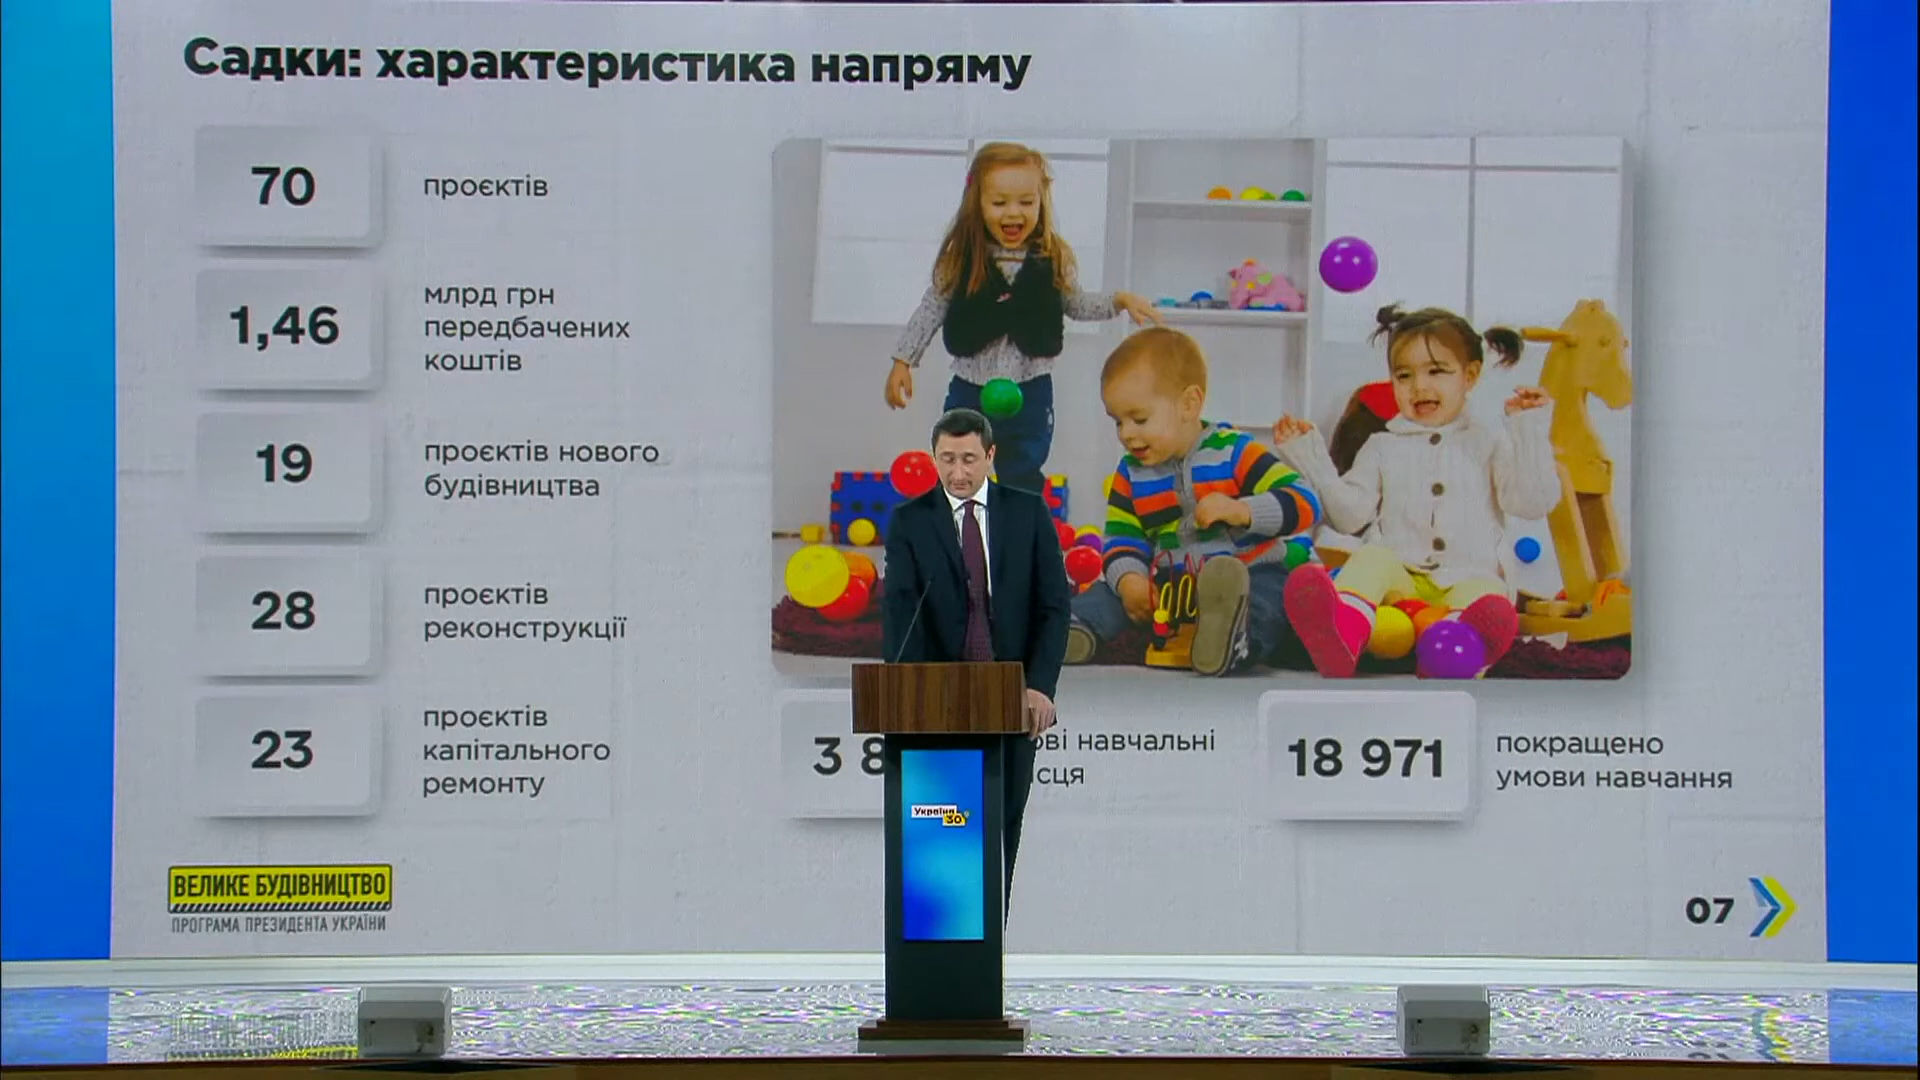 Садки: характеристика напряму
70
проєктів
1,46
млрд грн
передбачених
коштів
19
проєктів нового
будівництва
28
проєктів
реконструкції
23
проєктів
капітального
ремонту
3 8
ові навчальні
ісця
18 971
покращено
умови навчання
Україна
30
ВЕЛИКЕ БУДІВНИЦТВО
ПРОГРАМА ПРЕЗИДЕНТА УКРАЇНИ
07